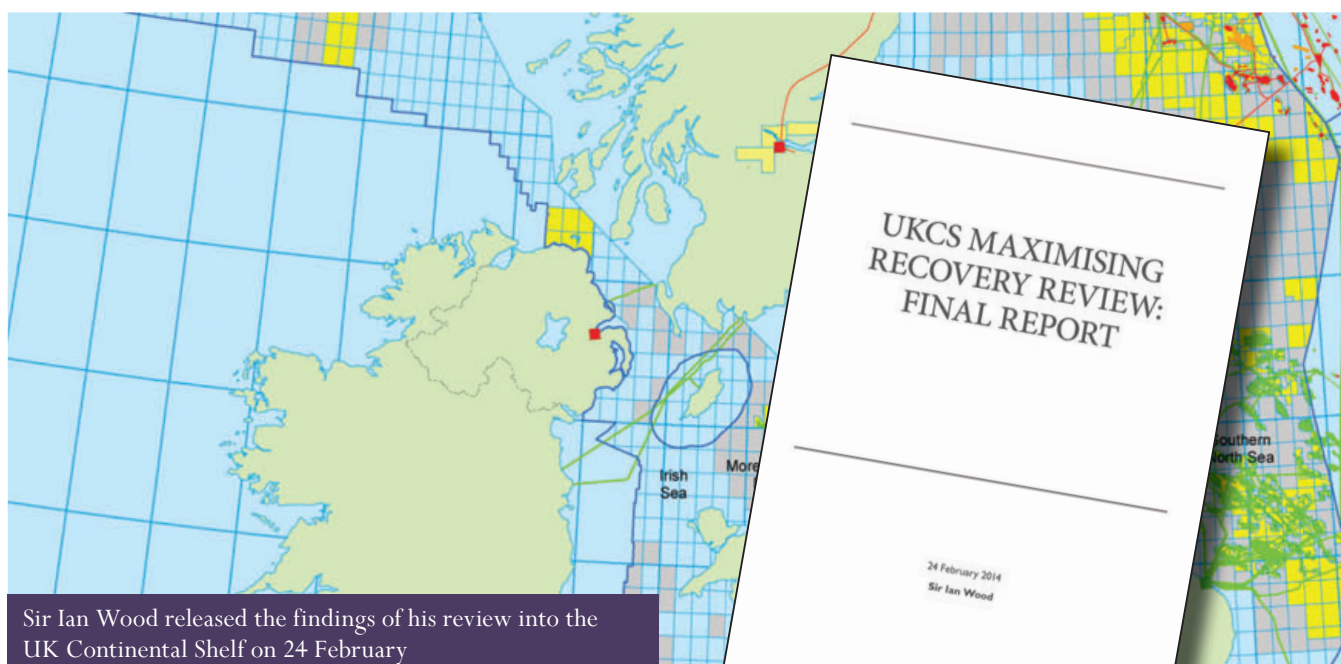 UKCS MAXIMISING
RECOVERY REVIEW:
FINAL REPORT
24 February 2014
Sir Ian Wood
Irish
Sea
More
Southern
North Sea
Sir Ian Wood released the findings of his review into the
UK Continental Shelf on 24 February